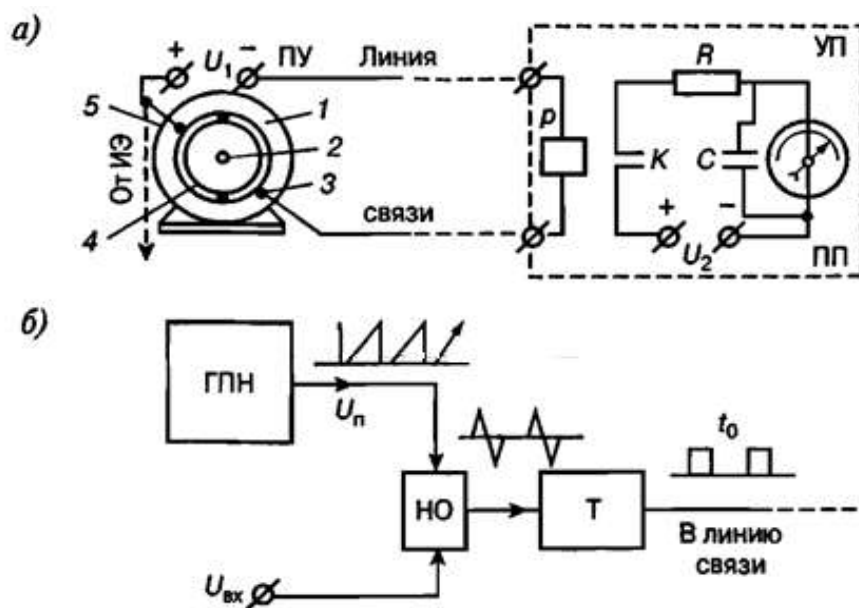 а)
+ U₁ − ПУ Линия УП
R
5 1
p
2 K C
От ИЭ
3
4 связи + −
U₂ ПП
б)
ГПН
Uп
t₀
НО Т
В линию
связи
Uвх